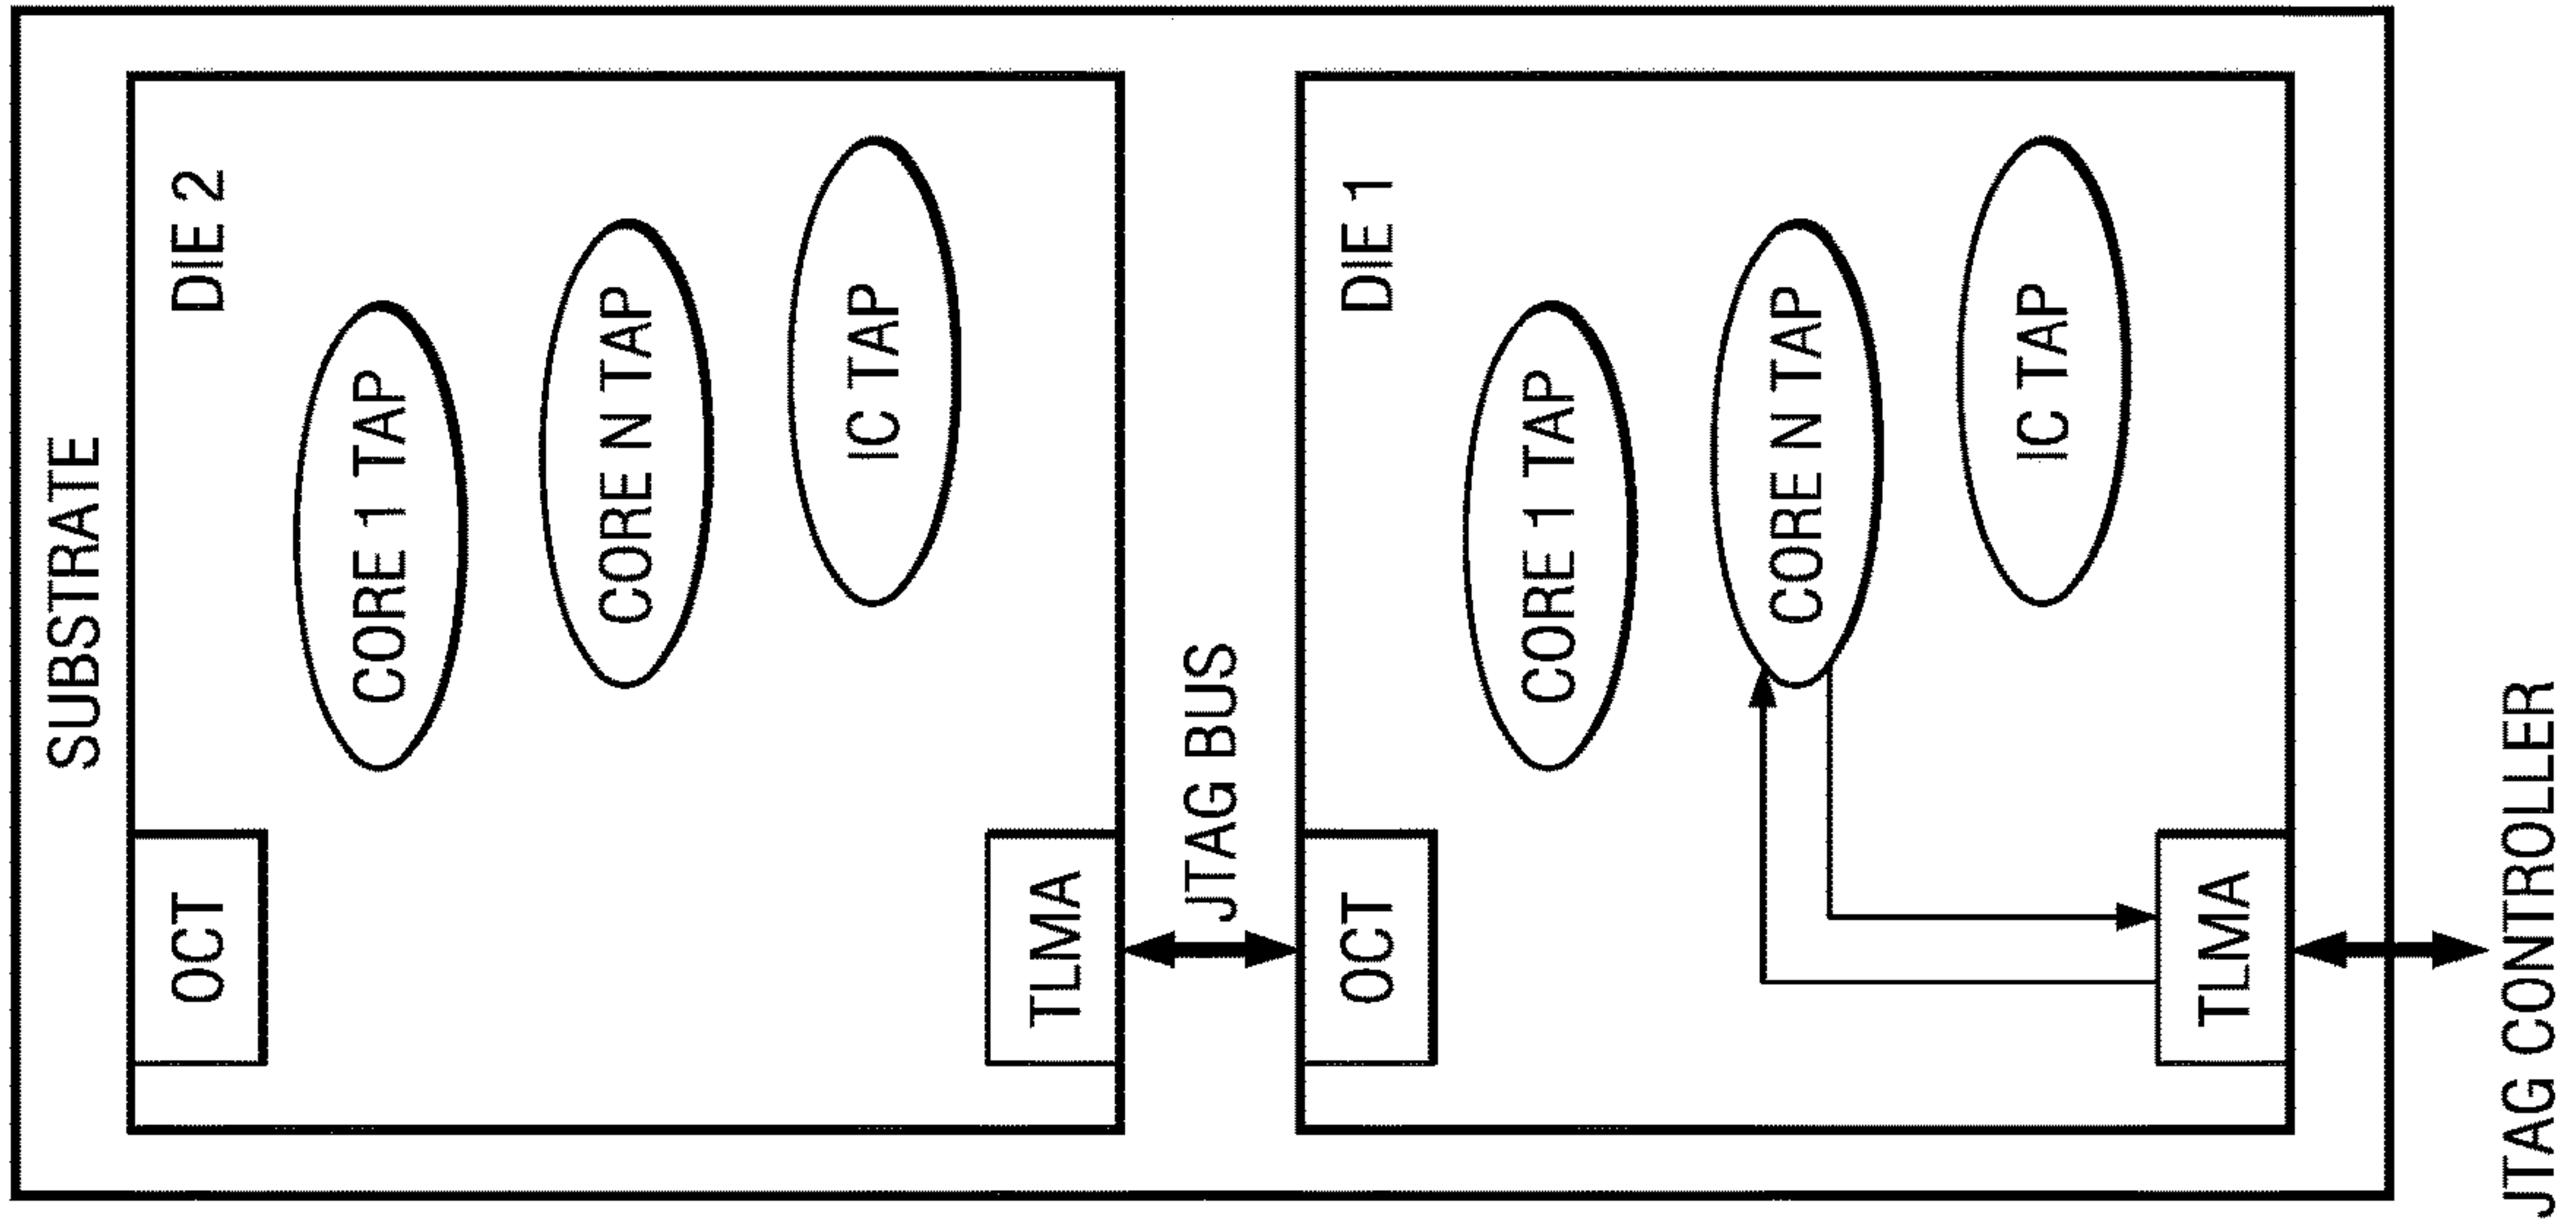 SUBSTRATE
DIE 2
OCT
CORE 1 TAP
CORE N TAP
IC TAP
TLMA
JTAG BUS
DIE 1
OCT
CORE 1 TAP
CORE N TAP
IC TAP
TLMA
JTAG CONTROLLER